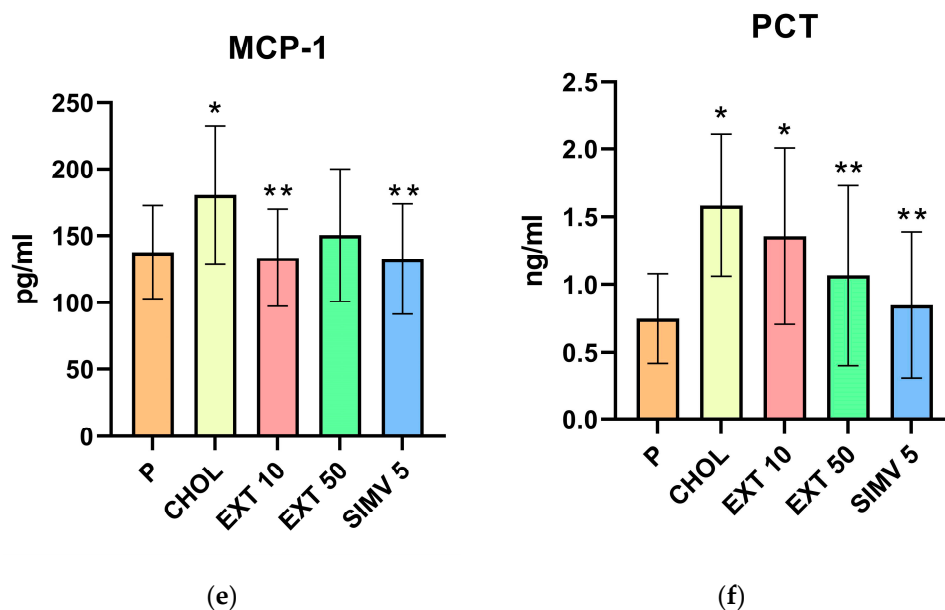 MCP-1
250
200
150
100
50
0
pg/ml
*
**
**
P
CHOL
EXT 10
EXT 50
SIMV 5
(e)
PCT
2.5
2.0
1.5
1.0
0.5
0.0
ng/ml
*
*
**
**
P
CHOL
EXT 10
EXT 50
SIMV 5
(f)